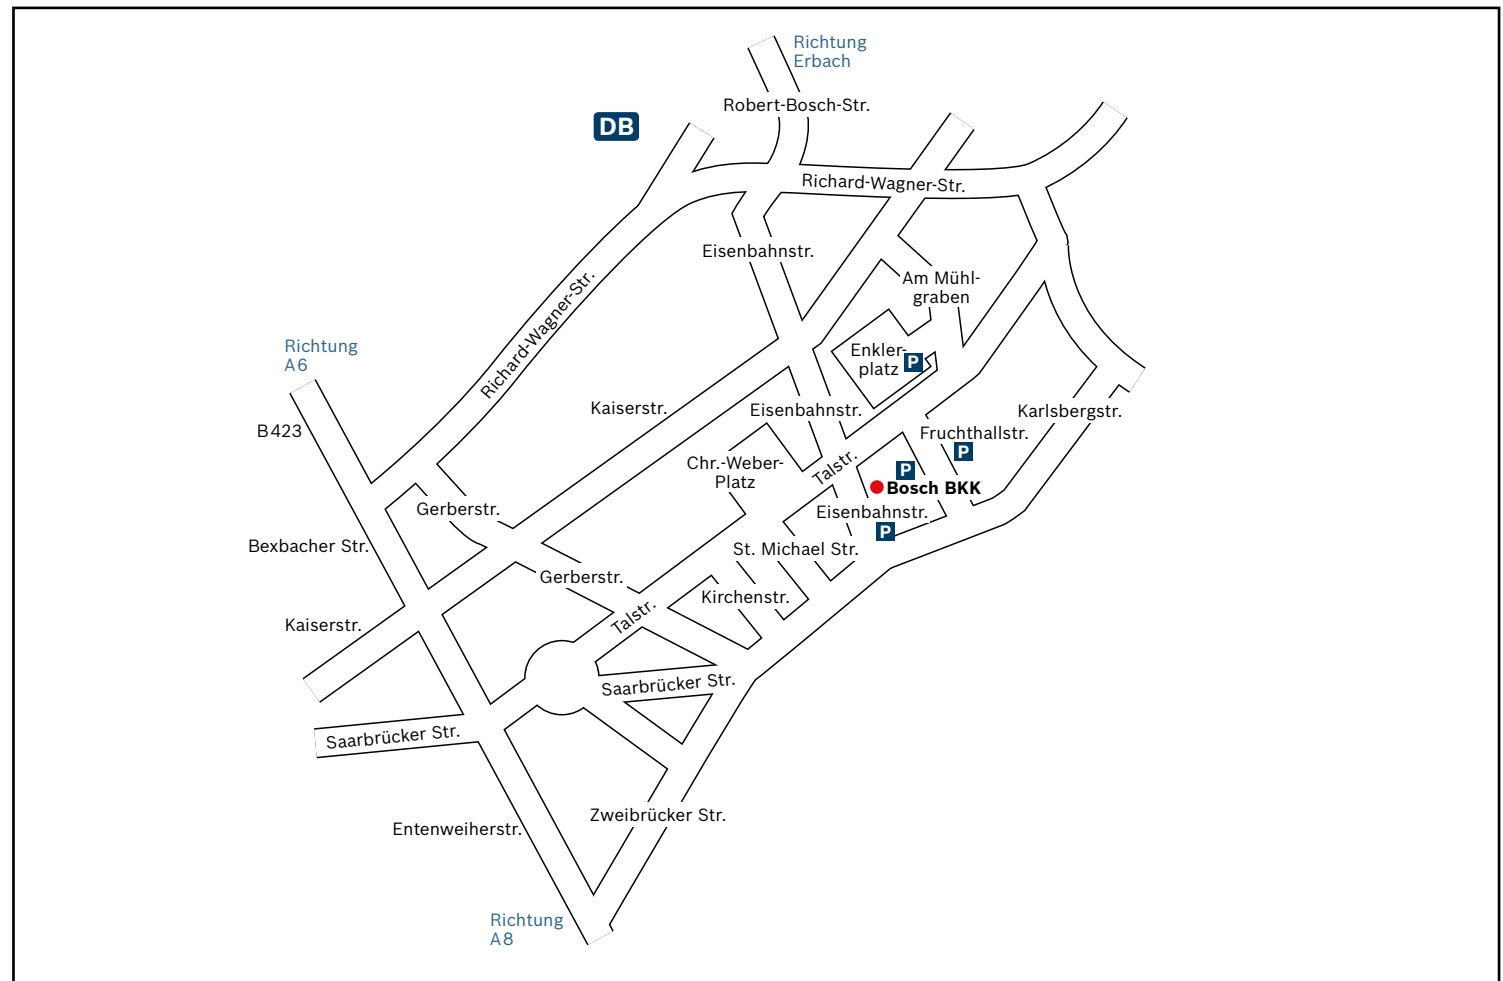 Richtung
Erbach
Robert-Bosch-Str.
DB
Richard-Wagner-Str.
Eisenbahnstr.
Am Mühl-
graben
Richard-Wagner-Str.
Richtung
A6
Enkler-
platz
P
B423
Kaiserstr.
Eisenbahnstr.
Karlsbergstr.
Fruchthallstr.
P
Chr.-Weber-
Platz
Talstr.
P
Bosch BKK
Gerberstr.
Eisenbahnstr.
P
Bexbacher Str.
St. Michael Str.
Gerberstr.
Kirchenstr.
Talstr.
Kaiserstr.
Saarbrücker Str.
Saarbrücker Str.
Zweibrücker Str.
Entenweiherstr.
Richtung
A8